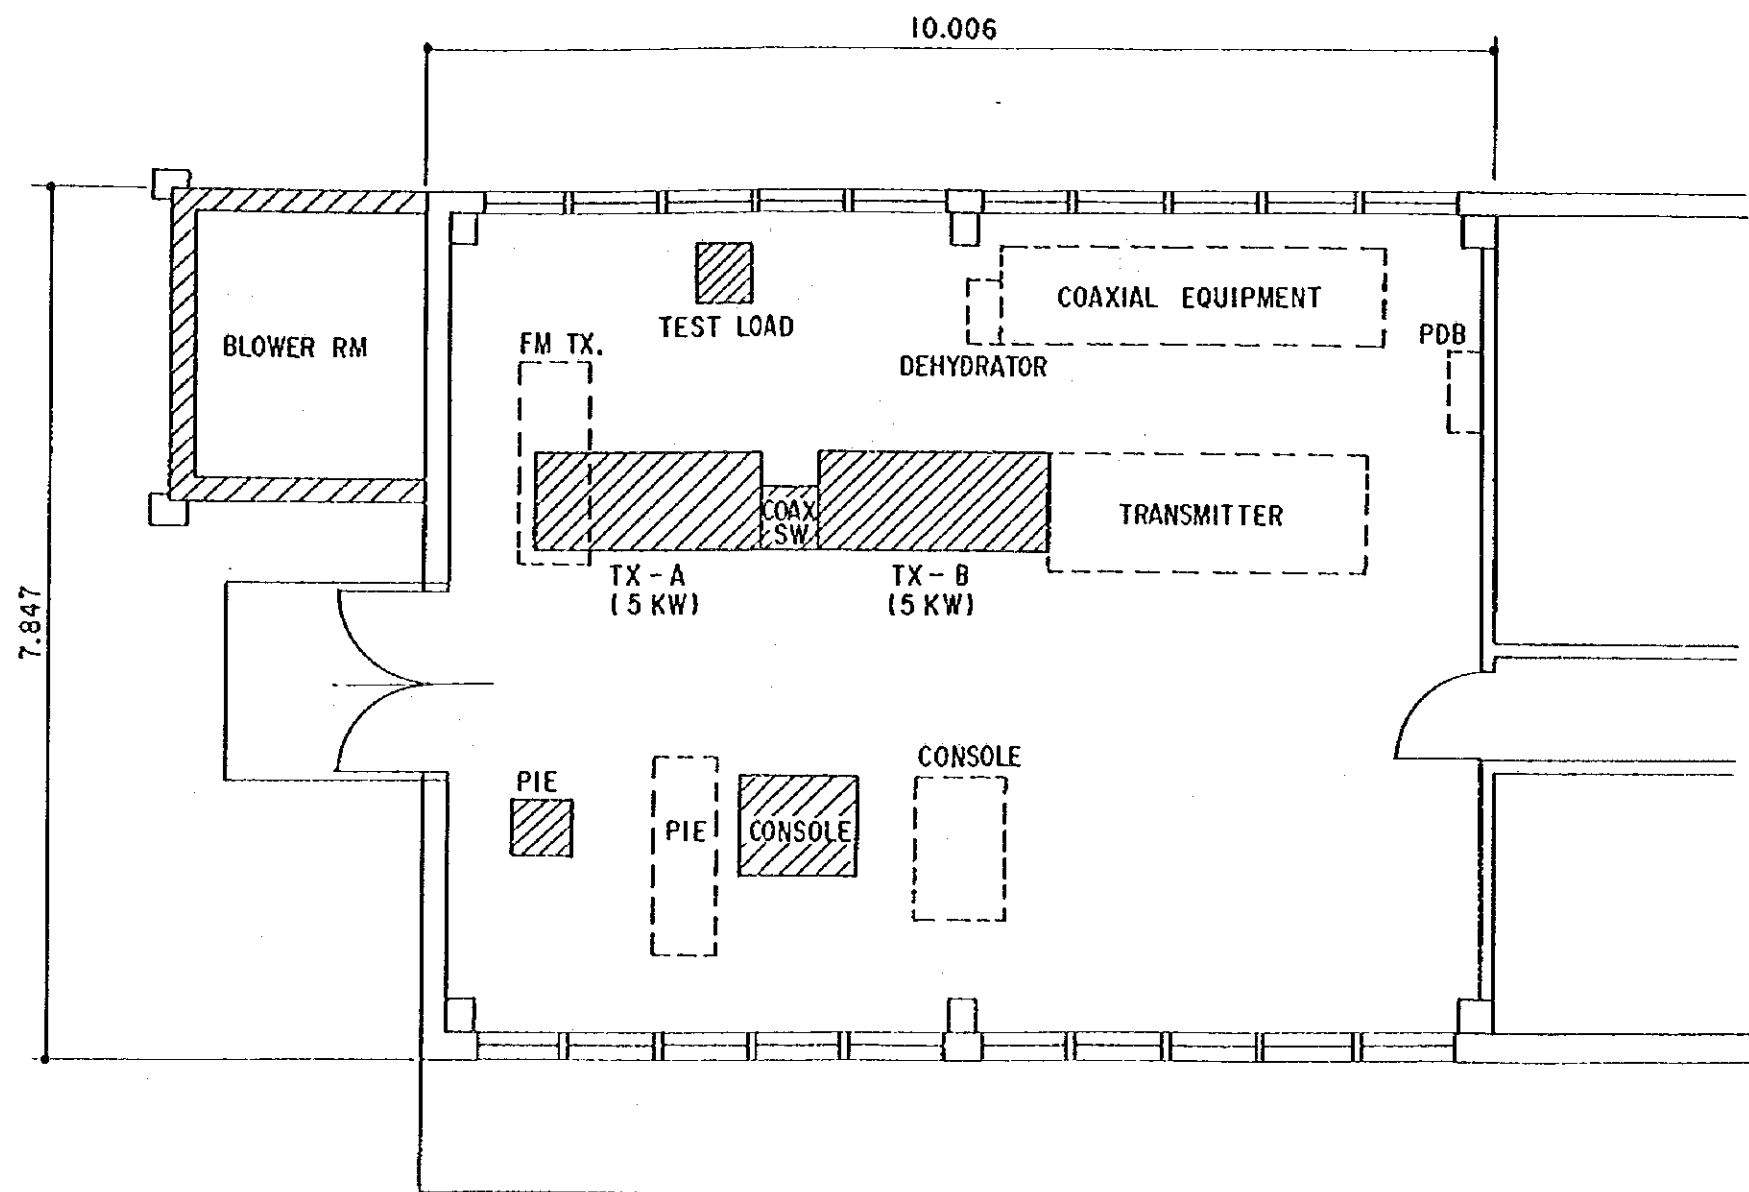 10.006
7.847
BLOWER RM
TEST LOAD
FM TX.
COAXIAL EQUIPMENT
DEHYDRATOR
PDB
COAX
SW
TRANSMITTER
TX-A
(5 KW)
TX-B
(5 KW)
PIE
PIE
CONSOLE
CONSOLE